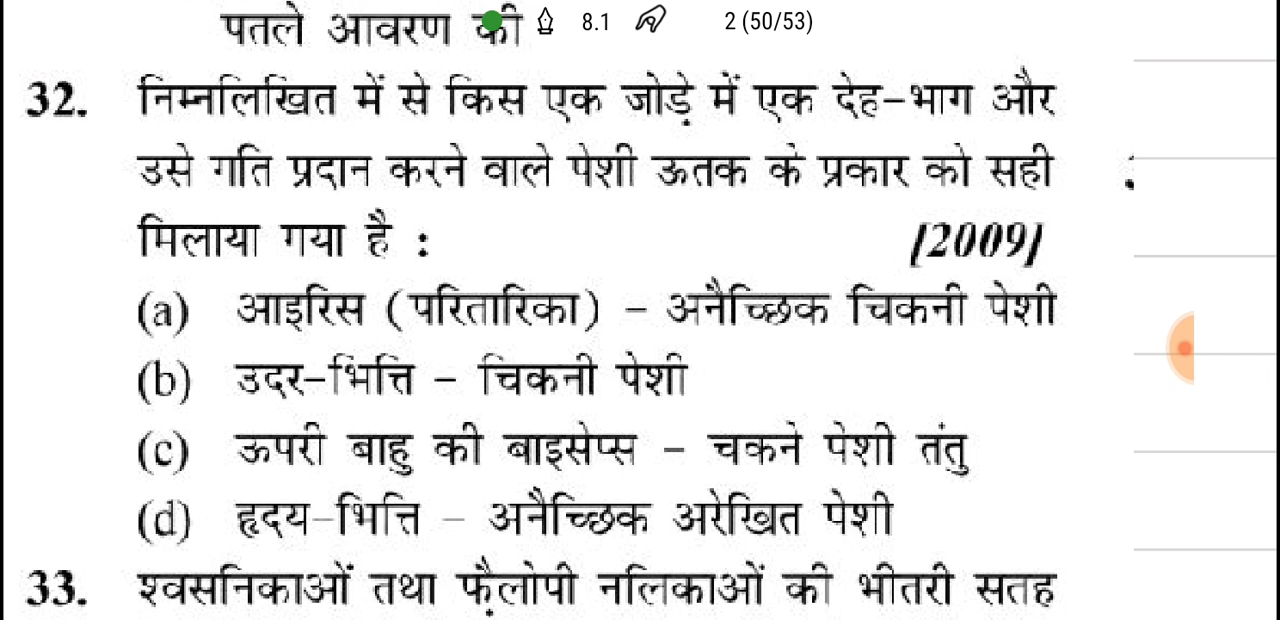 पतले आवरण की 8.1 2 (50/53)
32. निम्नलिखित में से किस एक जोड़े में एक देह-भाग और
उसे गति प्रदान करने वाले पेशी ऊतक के प्रकार को सही
मिलाया गया है : [2009]
(a) आइरिस (परितारिका) – अनैच्छिक चिकनी पेशी
(b) उदर-भित्ति – चिकनी पेशी
(c) ऊपरी बाहु की बाइसेप्स – चकने पेशी तंतु
(d) हृदय-भित्ति – अनैच्छिक अरेखित पेशी
33. श्वसनिकाओं तथा फ़ैलोपी नलिकाओं की भीतरी सतह